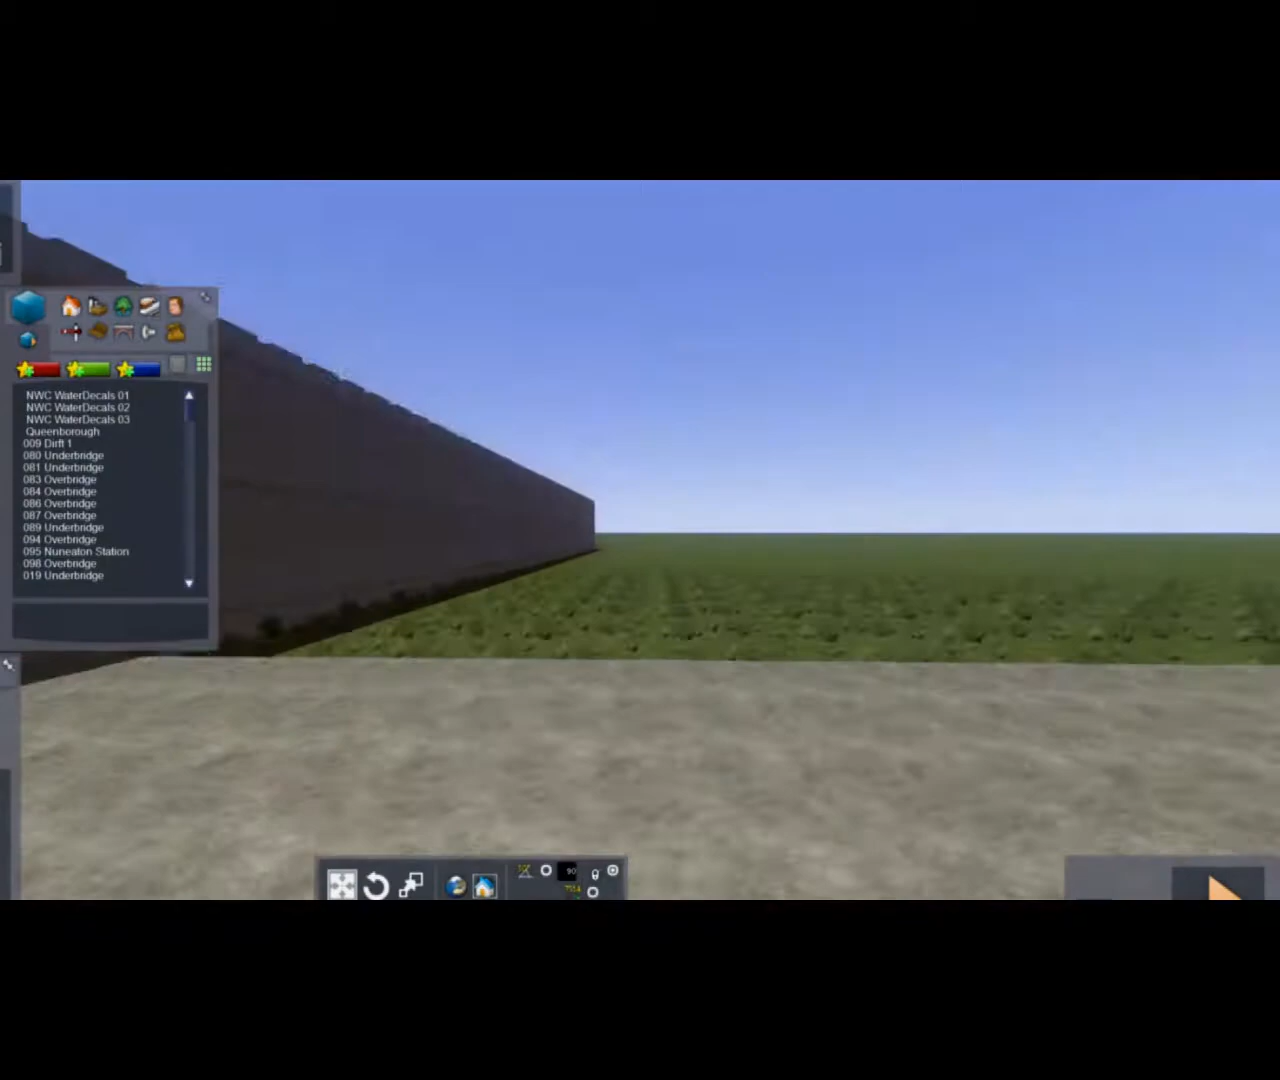 NWC WaterDecals 01
NWC WaterDecals 02
NWC WaterDecals 03
Queenborough
009 Dirft 1
080 Underbridge
081 Underbridge
083 Overbridge
084 Overbridge
086 Overbridge
087 Overbridge
089 Underbridge
094 Overbridge
095 Nuneaton Station
098 Overbridge
019 Underbridge
90